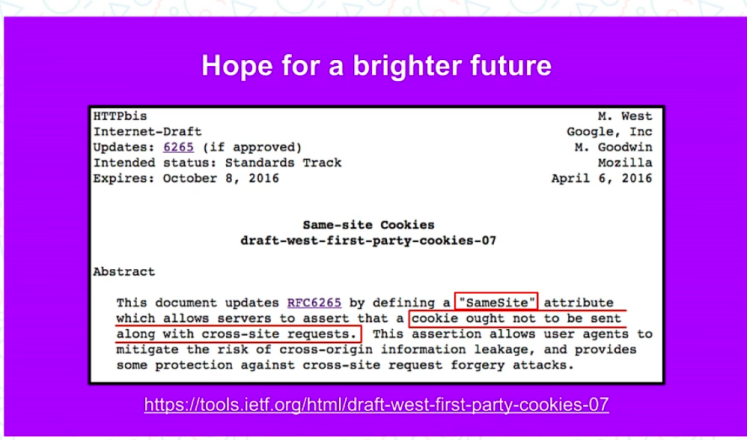 Hope for a brighter future
HTTPbis M. West
Internet-Draft Google, Inc
Updates: 6265 (if approved) M. Goodwin
Intended status: Standards Track Mozilla
Expires: October 8, 2016 April 6, 2016
Same-site Cookies
draft-west-first-party-cookies-07
Abstract
This document updates RFC6265 by defining a "SameSite" attribute
which allows servers to assert that a cookie ought not to be sent
along with cross-site requests. This assertion allows user agents to
mitigate the risk of cross-origin information leakage, and provides
some protection against cross-site request forgery attacks.
https://tools.ietf.org/html/draft-west-first-party-cookies-07